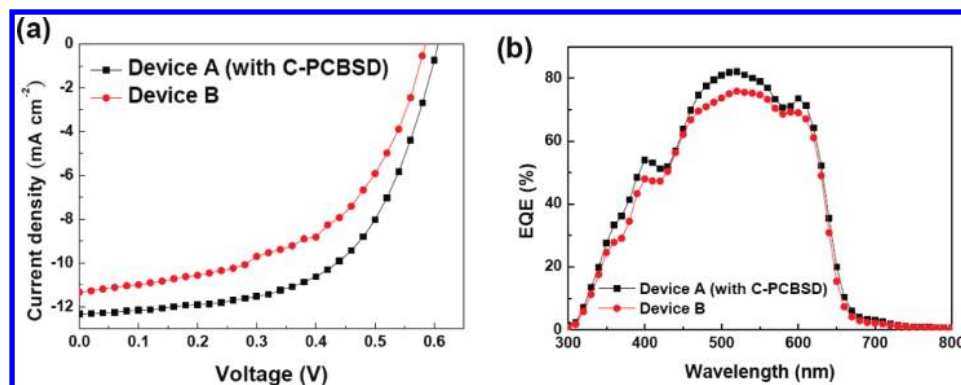 (a)
0
-2
-4
-6
-8
-10
-12
Current density (mA cm-2)
Device A (with C-PCBSD)
Device B
0.0 0.1 0.2 0.3 0.4 0.5 0.6
Voltage (V)
(b)
80
60
40
20
0
EQE (%)
Device A (with C-PCBSD)
Device B
300 400 500 600 700 800
Wavelength (nm)